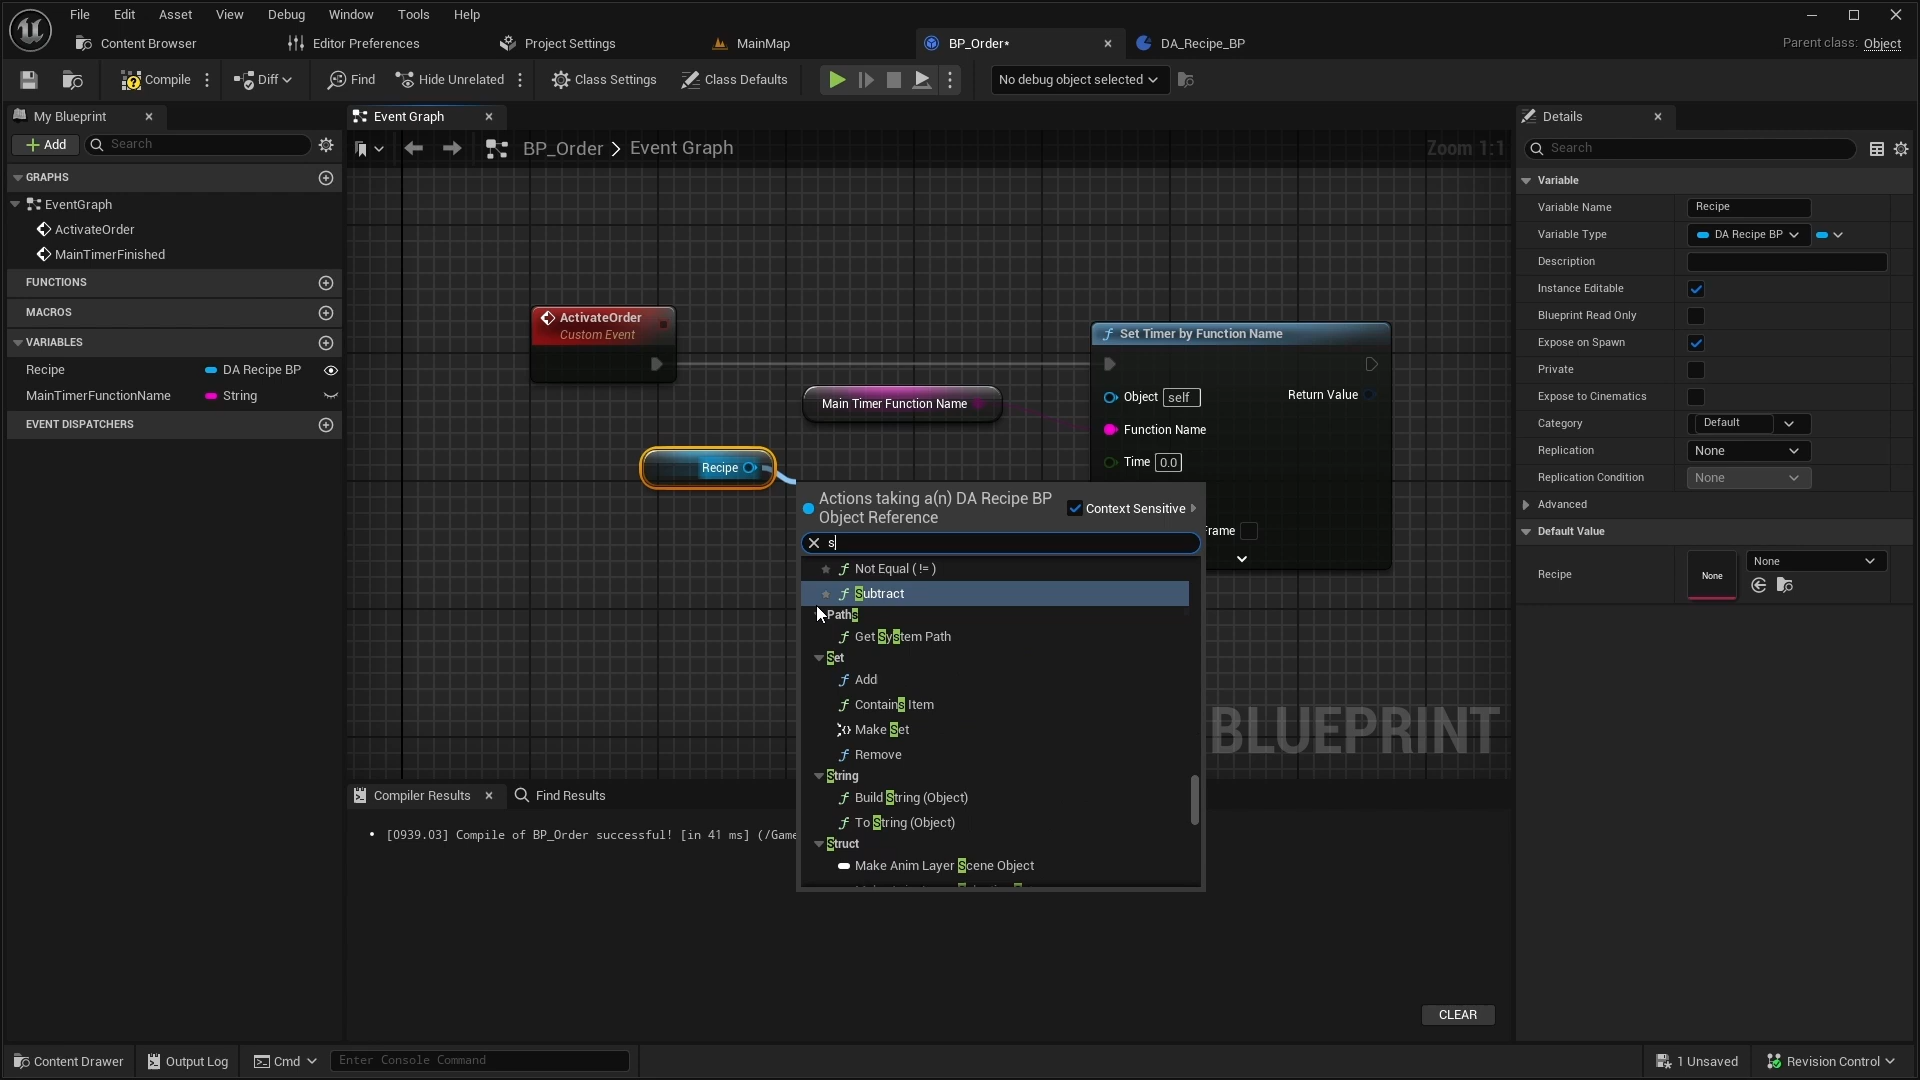 File Edit Asset View Debug Window Tools Help
Content Browser Editor Preferences Project Settings MainMap BP_Order* DA_Recipe_BP Parent class: Object
Compile Diff Find Hide Unrelated Class Settings Class Defaults No debug object selected
My Blueprint
Event Graph
Details
Add Search
BP_Order > Event Graph Zoom 1:1
Search
GRAPHS
EventGraph
ActivateOrder
MainTimerFinished
FUNCTIONS
MACROS
VARIABLES
Recipe DA Recipe BP
MainTimerFunctionName String
EVENT DISPATCHERS
ActivateOrder
Custom Event
Main Timer Function Name
Recipe
Set Timer by Function Name
Object self Return Value
Function Name
Time 0.0
Frame
Actions taking a(n) DA Recipe BP
Object Reference
Context Sensitive
s
Not Equal ( != )
Subtract
Paths
Get System Path
Set
Add
Contains Item
Make Set
Remove
String
Build String (Object)
To String (Object)
Struct
Make Anim Layer Scene Object
BLUEPRINT
Compiler Results Find Results
[0939.03] Compile of BP_Order successful! [in 41 ms] (/Game
CLEAR
Variable
Variable Name Recipe
Variable Type DA Recipe BP
Description
Instance Editable
Blueprint Read Only
Expose on Spawn
Private
Expose to Cinematics
Category Default
Replication None
Replication Condition None
Advanced
Default Value
Recipe None None
Content Drawer Output Log Cmd Enter Console Command 1 Unsaved Revision Control